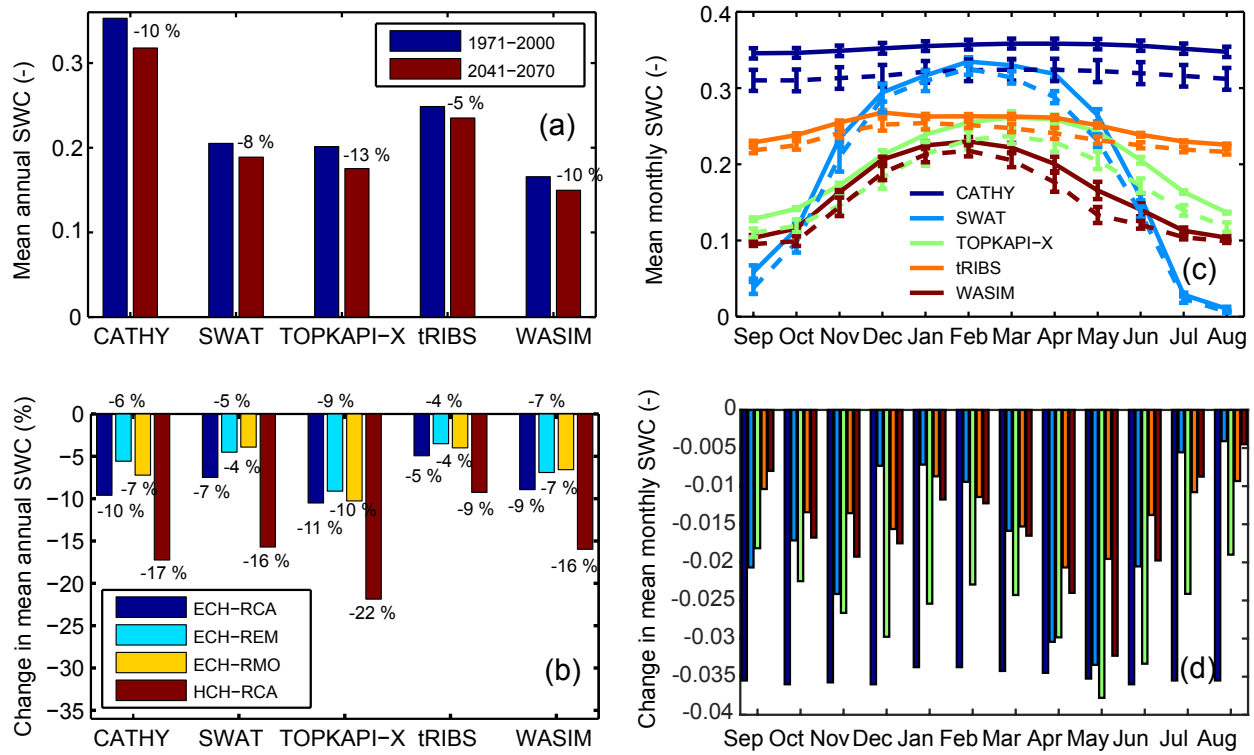 Mean annual SWC (-)
0.3
0.2
0.1
0
-10 %
-8 %
-13 %
-5 %
-10 %
1971−2000
2041−2070
(a)
CATHY SWAT TOPKAPI−X tRIBS WASIM
Mean monthly SWC (-)
0.4
0.3
0.2
0.1
0
CATHY
SWAT
TOPKAPI−X
tRIBS
WASIM
(c)
Sep Oct Nov Dec Jan Feb Mar Apr May Jun Jul Aug
Change in mean annual SWC (%)
0
−5
−10
−15
−20
−25
−30
−35
-6 %
-5 %
-9 %
-4 %
-7 %
-10 %
-7 %
-17 %
-7 %
-4 %
-16 %
-11 %
-10 %
-22 %
-5 %
-4 %
-9 %
-9 %
-7 %
-16 %
ECH−RCA
ECH−REM
ECH−RMO
HCH−RCA
(b)
CATHY SWAT TOPKAPI−X tRIBS WASIM
Change in mean monthly SWC (-)
0
-0.005
-0.01
-0.015
-0.02
-0.025
-0.03
-0.035
-0.04
(d)
Sep Oct Nov Dec Jan Feb Mar Apr May Jun Jul Aug